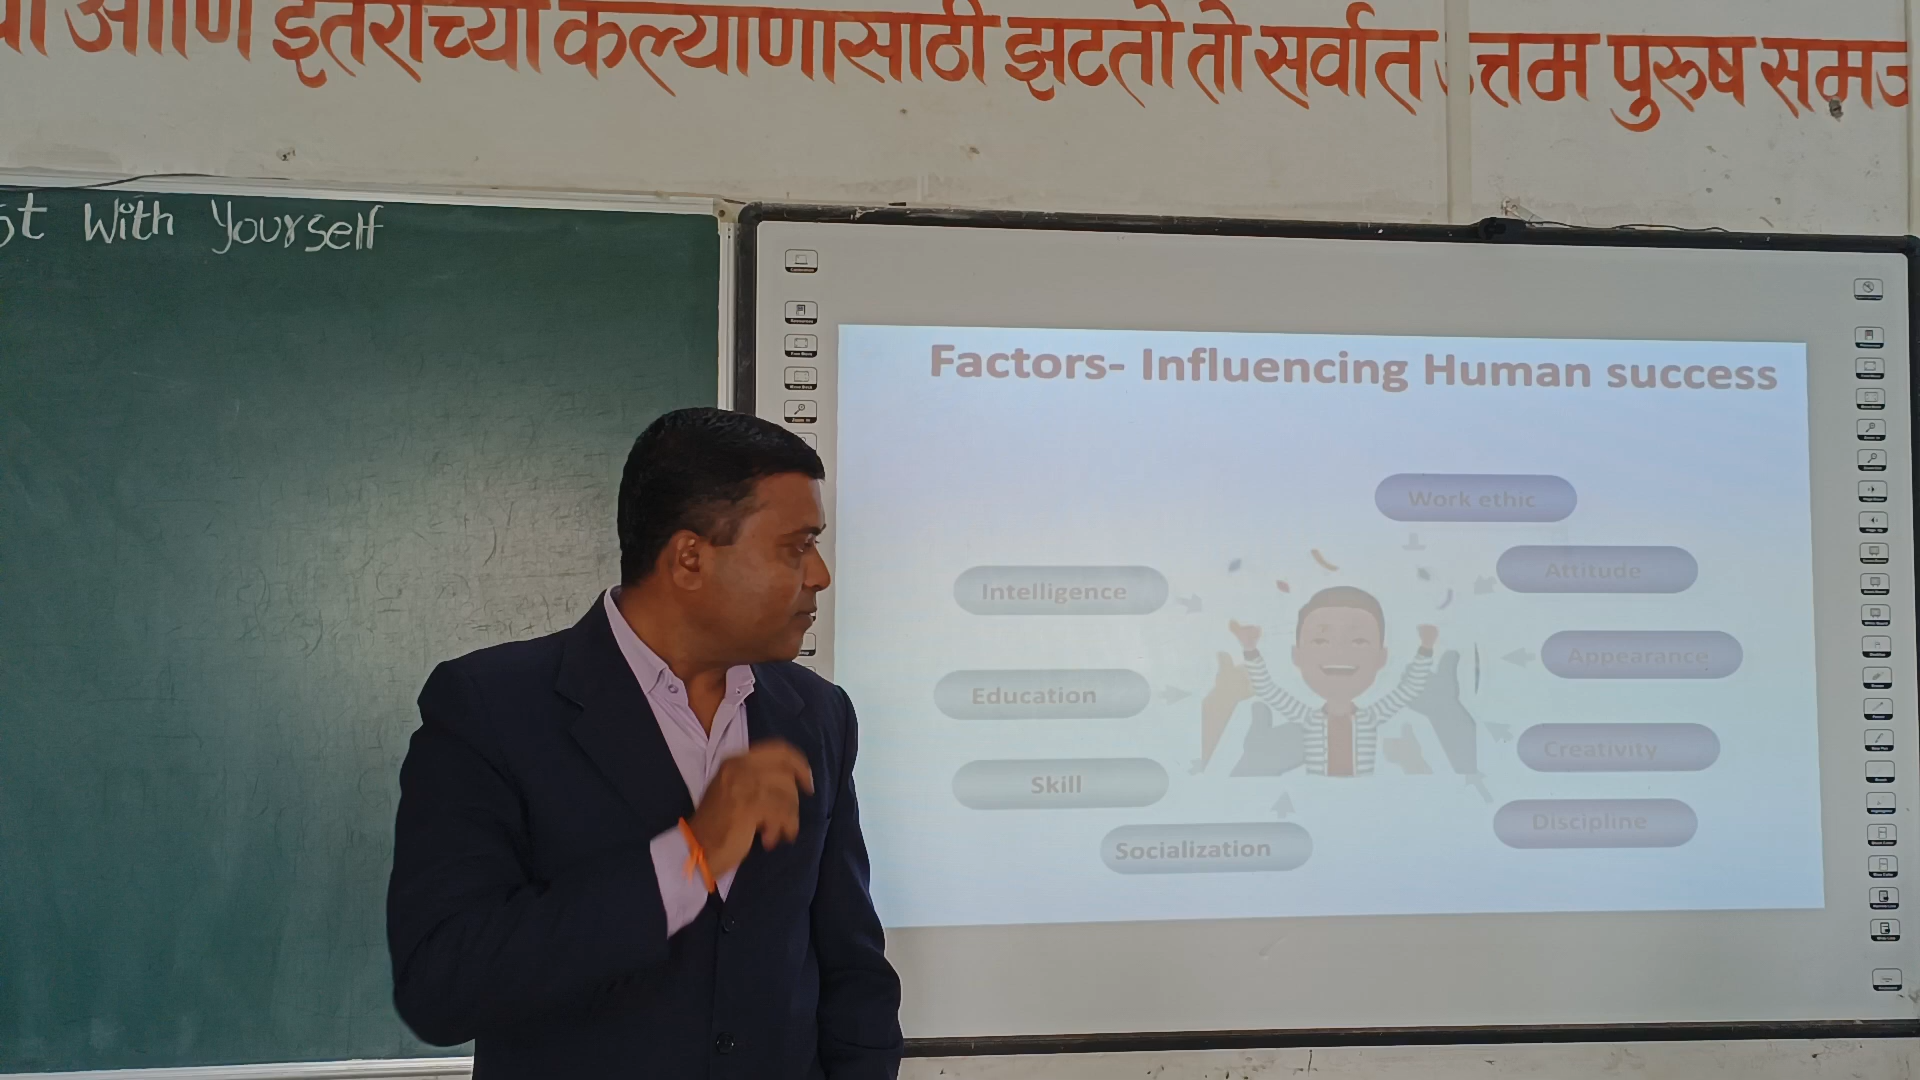 आणि इतरांच्या कल्याणासाठी झटतो तो सर्वात उत्तम पुरुष समज
With Yourself
Factors- Influencing Human success
Work ethic
Attitude
Intelligence
Appearance
Education
Creativity
Skill
Discipline
Socialization